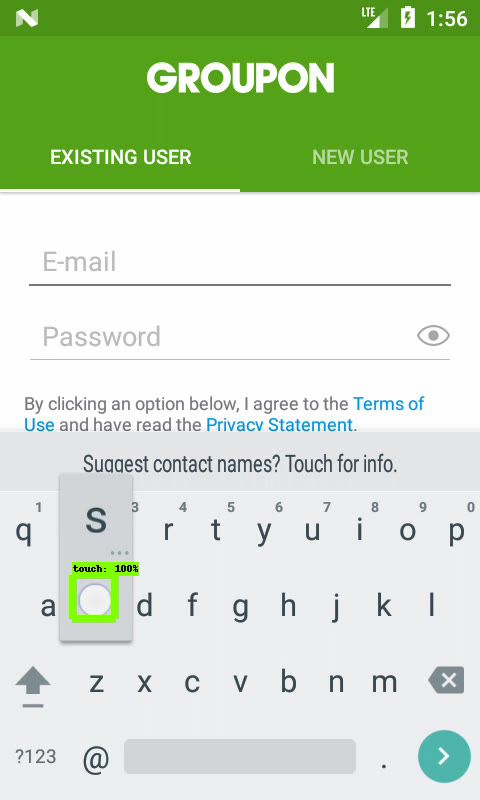 LTE 1:56
GROUPON
EXISTING USER NEW USER
E-mail
Password
By clicking an option below, I agree to the Terms of
Use and have read the Privacy Statement.
Suggest contact names? Touch for info.
1 3 4 5 6 7 8 9 0
q r t y u i o p
s
...
touch: 100%
a d f g h j k l
z x c v b n m
?123 @ .